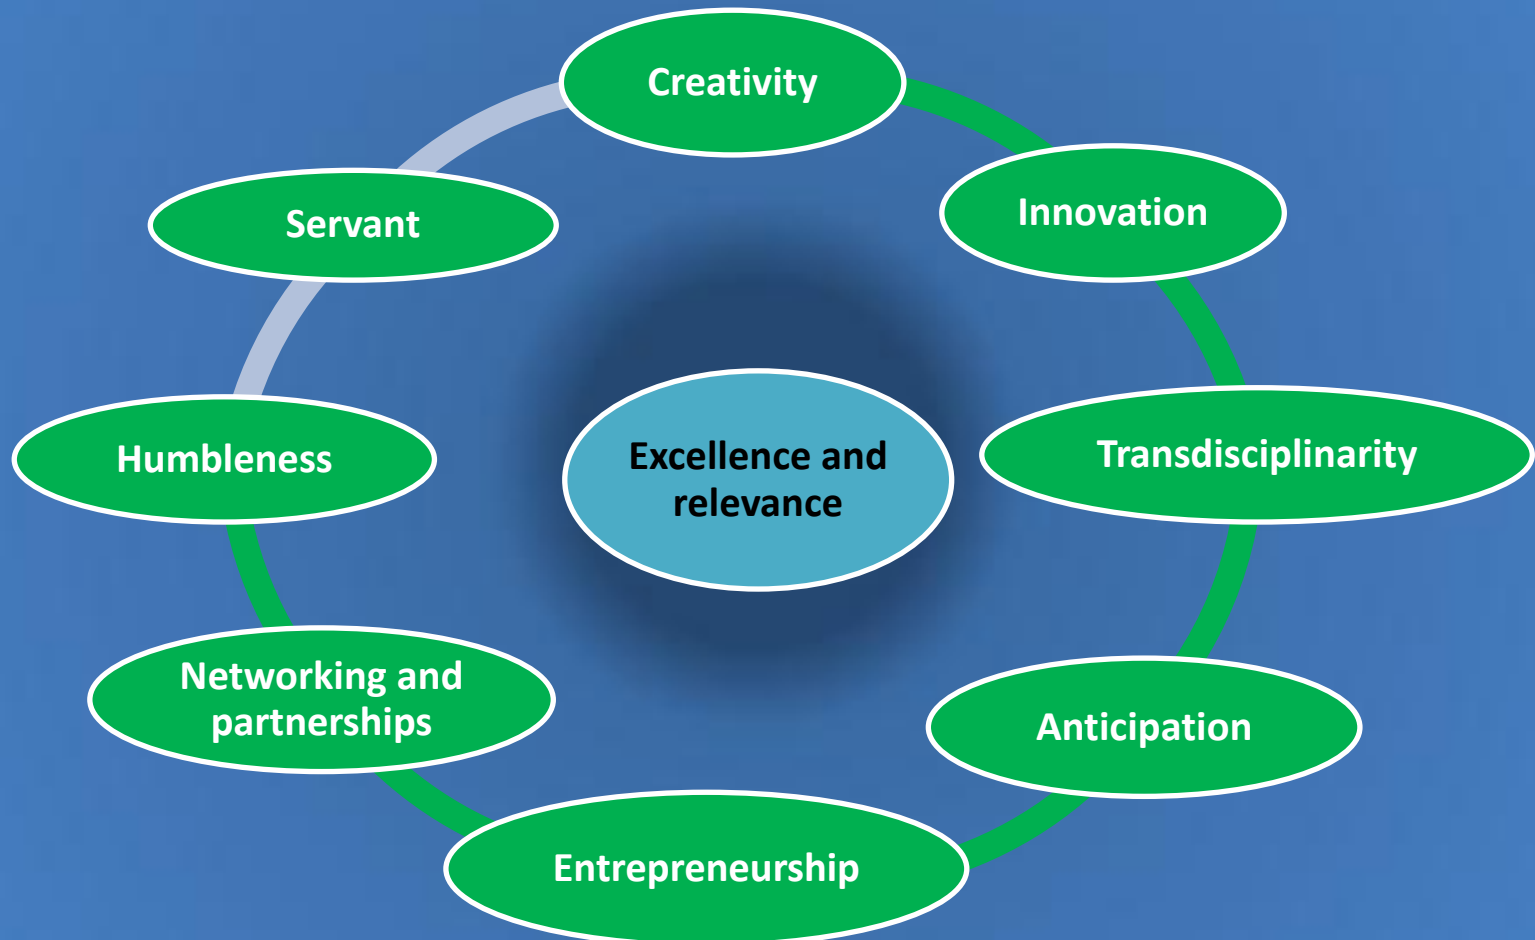 Creativity
Innovation
Servant
Transdisciplinarity
Humbleness
Excellence and
relevance
Networking and
partnerships
Anticipation
Entrepreneurship